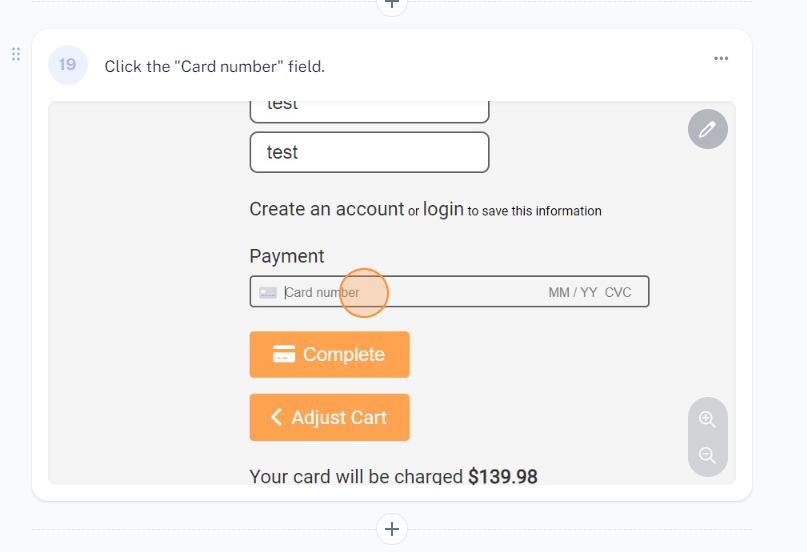 19 Click the "Card number" field.
test
test
Create an account or login to save this information
Payment
Card number MM / YY CVC
Complete
Adjust Cart
Your card will be charged $139.98